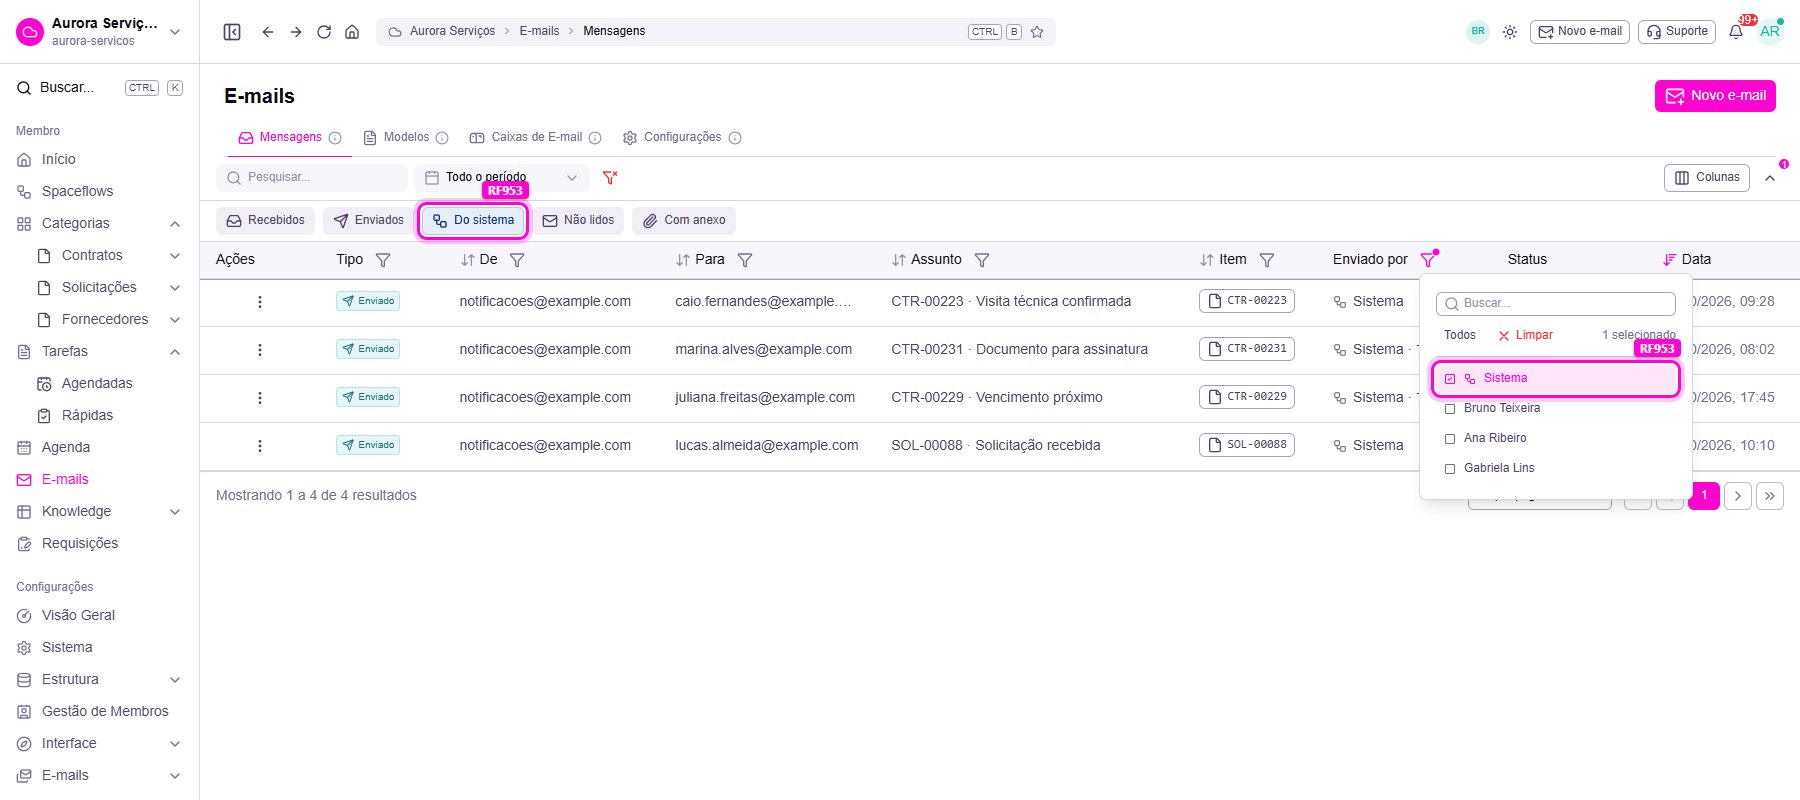 Aurora Serviç...
aurora-servicos
Aurora Serviços > E-mails > Mensagens
CTRL B
BR
Novo e-mail
Suporte
99+
AR
Buscar...
CTRL K
Membro
Início
Spaceflows
Categorias
Contratos
Solicitações
Fornecedores
Tarefas
Agendadas
Rápidas
Agenda
E-mails
Knowledge
Requisições
Configurações
Visão Geral
Sistema
Estrutura
Gestão de Membros
Interface
E-mails
E-mails
Novo e-mail
Mensagens
Modelos
Caixas de E-mail
Configurações
Pesquisar...
Todo o período
Colunas
1
RF953
Recebidos
Enviados
Do sistema
Não lidos
Com anexo
Ações Tipo De Para Assunto Item Enviado por Status Data
Enviado notificacoes@example.com caio.fernandes@example.... CTR-00223 · Visita técnica confirmada CTR-00223 Sistema 0/2026, 09:28
Enviado notificacoes@example.com marina.alves@example.com CTR-00231 · Documento para assinatura CTR-00231 Sistema · 0/2026, 08:02
Enviado notificacoes@example.com juliana.freitas@example.com CTR-00229 · Vencimento próximo CTR-00229 Sistema · 0/2026, 17:45
Enviado notificacoes@example.com lucas.almeida@example.com SOL-00088 · Solicitação recebida SOL-00088 Sistema 0/2026, 10:10
Buscar...
Todos
Limpar
1 selecionado
RF953
Sistema
Bruno Teixeira
Ana Ribeiro
Gabriela Lins
Mostrando 1 a 4 de 4 resultados
1